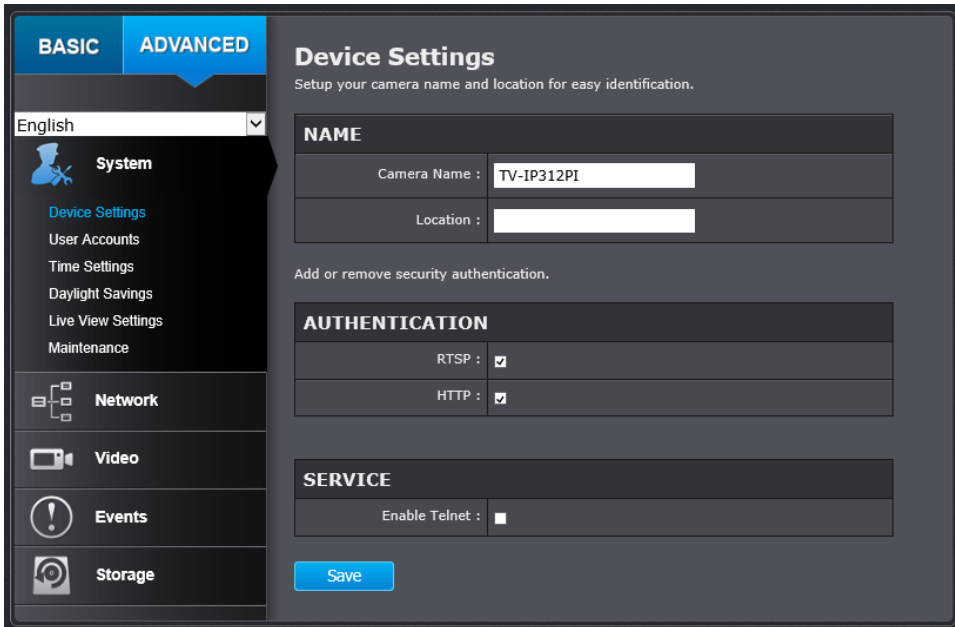 BASIC
ADVANCED
English
System
Device Settings
User Accounts
Time Settings
Daylight Savings
Live View Settings
Maintenance
Network
Video
Events
Storage
Device Settings
Setup your camera name and location for easy identification.
NAME
Camera Name : TV-IP312PI
Location :
Add or remove security authentication.
AUTHENTICATION
RTSP :
HTTP :
SERVICE
Enable Telnet :
Save